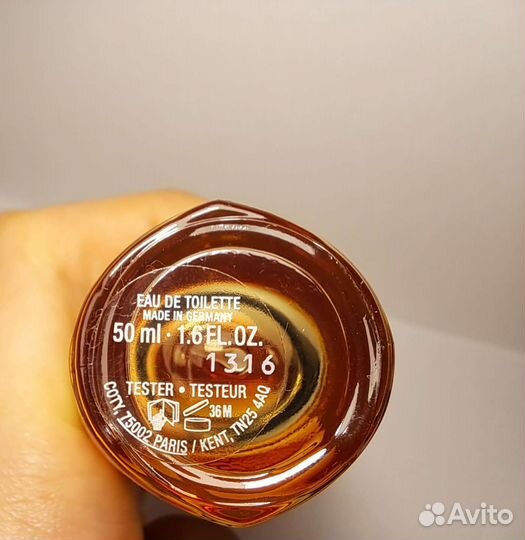 EAU DE TOILETTE
MADE IN GERMANY
50 ml · 1.6 FL.OZ.
1316
TESTER • TESTEUR
36M
COTY, 75002 PARIS / KENT, TN25 4AQ
Avito